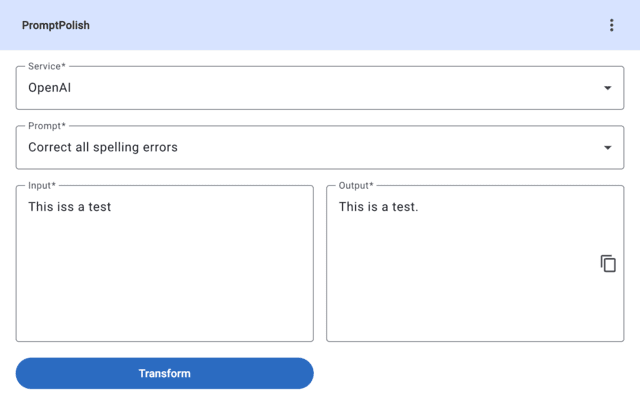 PromptPolish
Service*
OpenAI
Prompt*
Correct all spelling errors
Input*
This iss a test
Output*
This is a test.
Transform